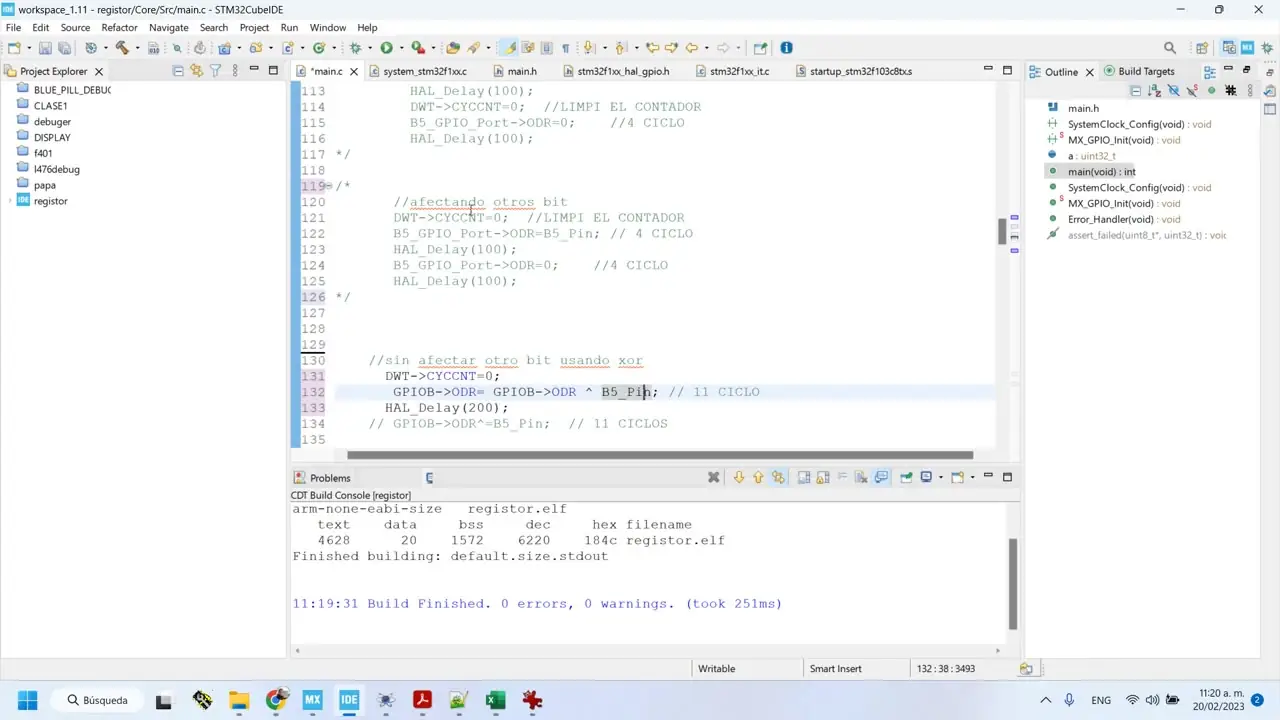 workspace_1.11 - registor/Core/Src/main.c - STM32CubeIDE
File Edit Source Refactor Navigate Search Project Run Window Help
Project Explorer
*main.c system_stm32f1xx.c main.h stm32f1xx_hal_gpio.h stm32f1xx_it.c startup_stm32f103c8tx.s
Outline Build Targets
BLUE_PILL_DEBUG
CLASE1
debuger
DISPLAY
f401
l476debug
papa
registor
113 HAL_Delay(100);
114 DWT->CYCCNT=0; //LIMPI EL CONTADOR
115 B5_GPIO_Port->ODR=0; //4 CICLO
116 HAL_Delay(100);
117 */
118
119 /*
120 //afectando otros bit
121 DWT->CYCCNT=0; //LIMPI EL CONTADOR
122 B5_GPIO_Port->ODR=B5_Pin; // 4 CICLO
123 HAL_Delay(100);
124 B5_GPIO_Port->ODR=0; //4 CICLO
125 HAL_Delay(100);
126 */
127
128
129
130 //sin afectar otro bit usando xor
131 DWT->CYCCNT=0;
132 GPIOB->ODR= GPIOB->ODR ^ B5_Pin; // 11 CICLO
133 HAL_Delay(200);
134 // GPIOB->ODR^=B5_Pin; // 11 CICLOS
135
main.h
SystemClock_Config(void) : void
MX_GPIO_Init(void) : void
a : uint32_t
main(void) : int
SystemClock_Config(void) : void
MX_GPIO_Init(void) : void
Error_Handler(void) : void
assert_failed(uint8_t*, uint32_t) : voic
Problems
CDT Build Console [registor]
arm-none-eabi-size registor.elf
text data bss dec hex filename
4628 20 1572 6220 184c registor.elf
Finished building: default.size.stdout
11:19:31 Build Finished. 0 errors, 0 warnings. (took 251ms)
Writable Smart Insert 132 : 38 : 3493
Búsqueda
MX IDE
ENG
11:20 a. m.
20/02/2023
2